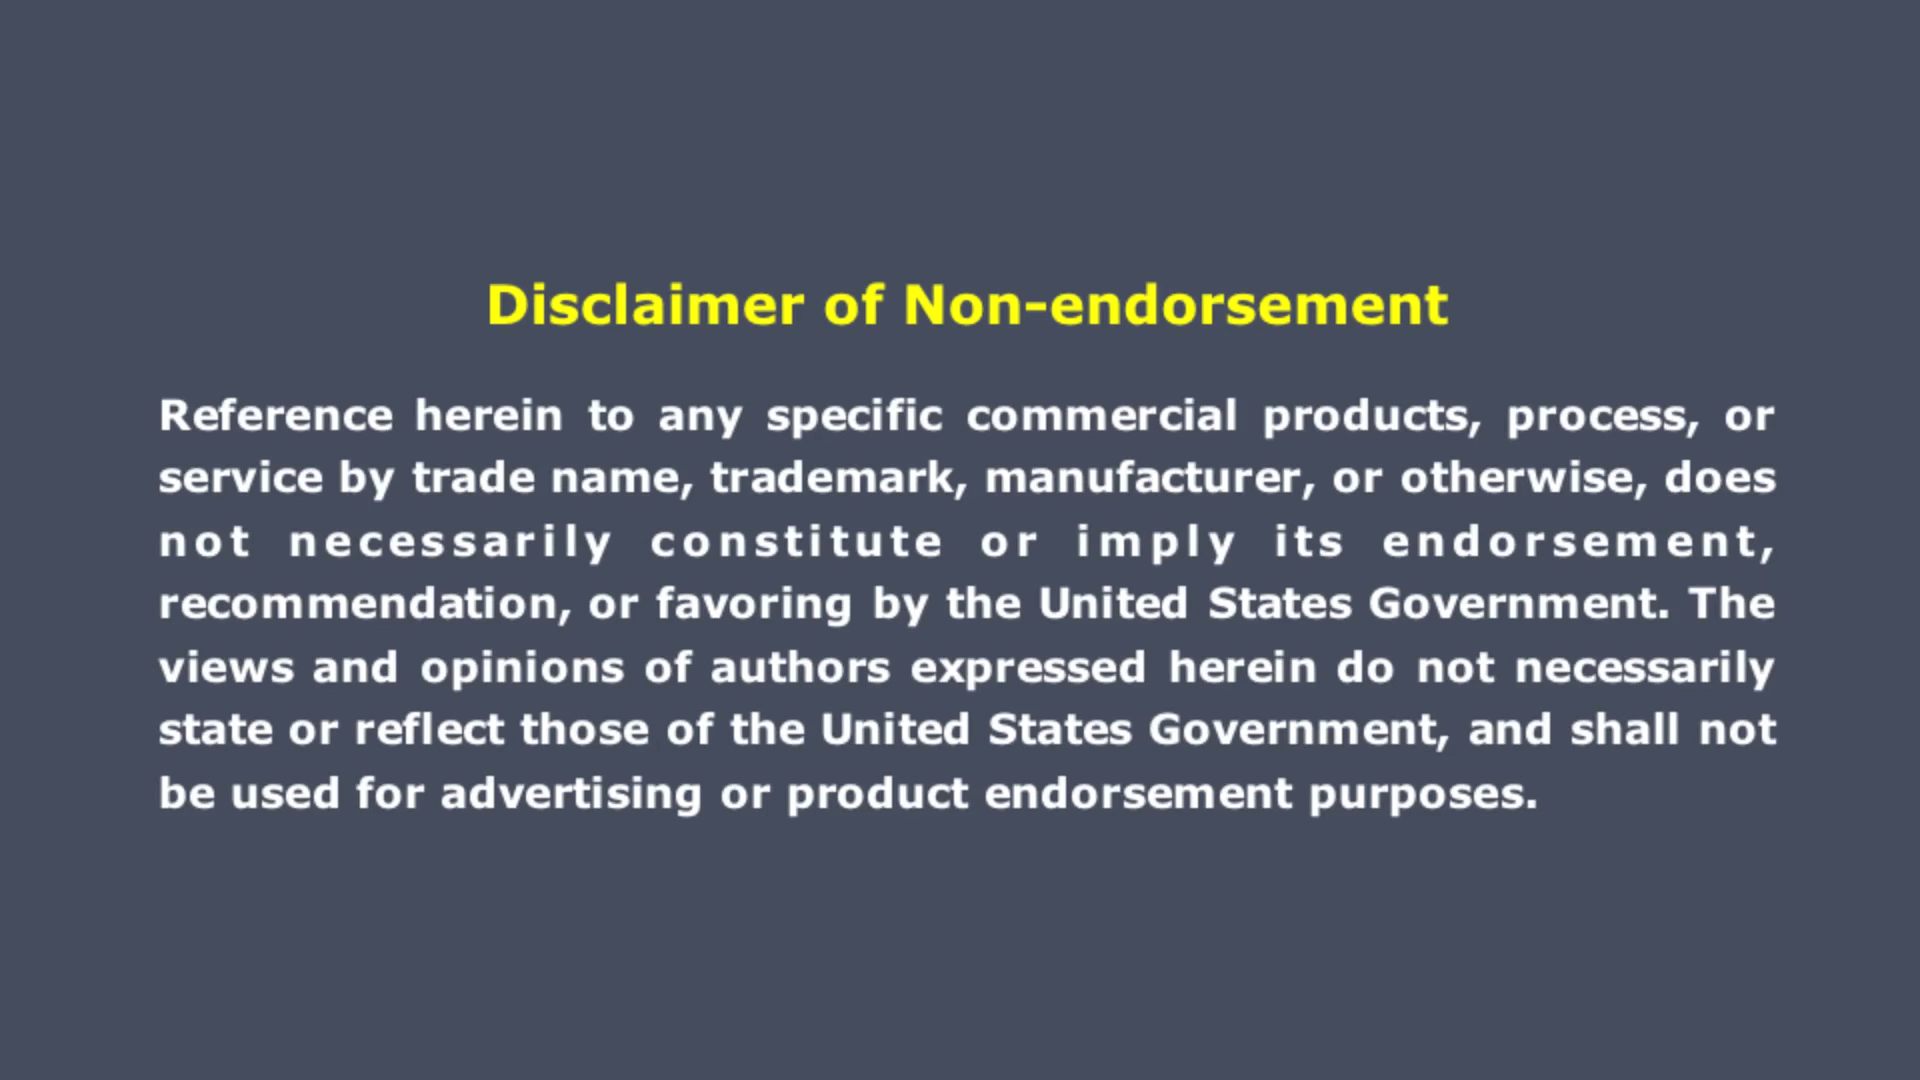 Disclaimer of Non-endorsement
Reference herein to any specific commercial products, process, or
service by trade name, trademark, manufacturer, or otherwise, does
not necessarily constitute or imply its endorsement,
recommendation, or favoring by the United States Government. The
views and opinions of authors expressed herein do not necessarily
state or reflect those of the United States Government, and shall not
be used for advertising or product endorsement purposes.